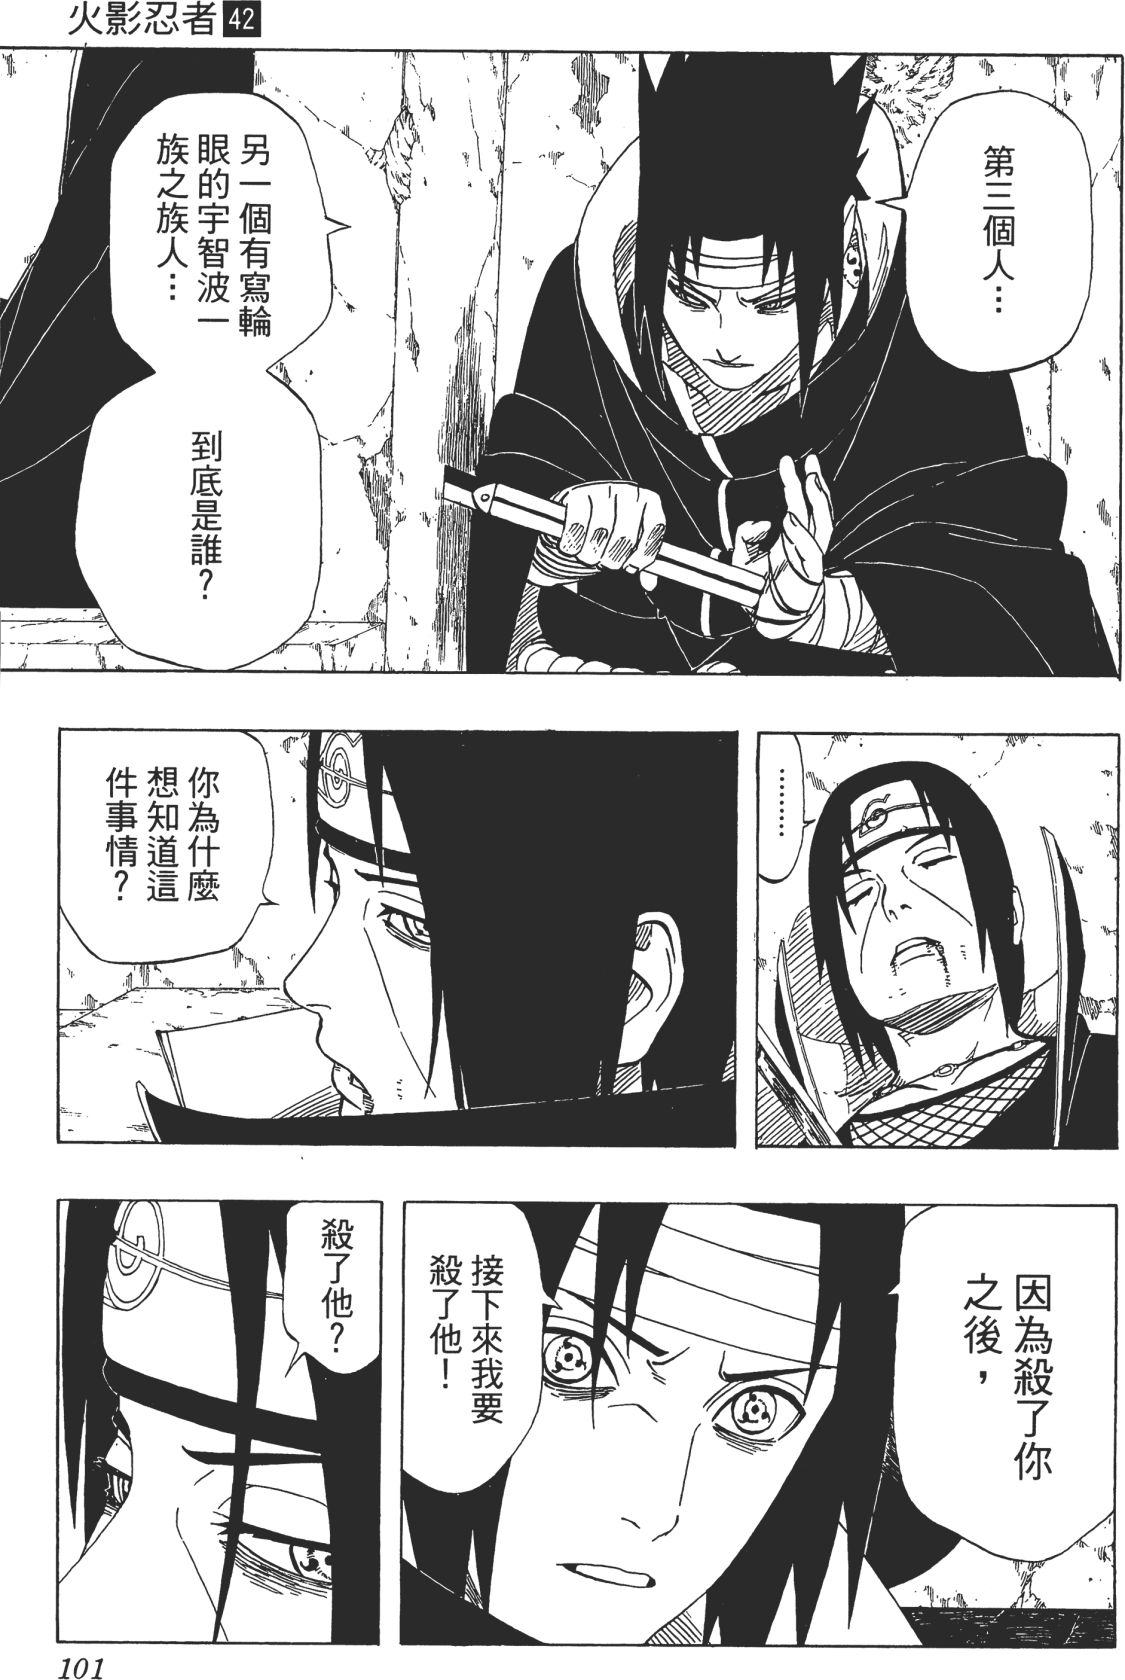 火影忍者 42
第三個人…
另一個有寫輪
眼的宇智波一
族之族人…
到底是誰？
………
你為什麼
想知道這
件事情？
因為殺了你
之後，
接下來我要
殺了他！
殺了他？
101